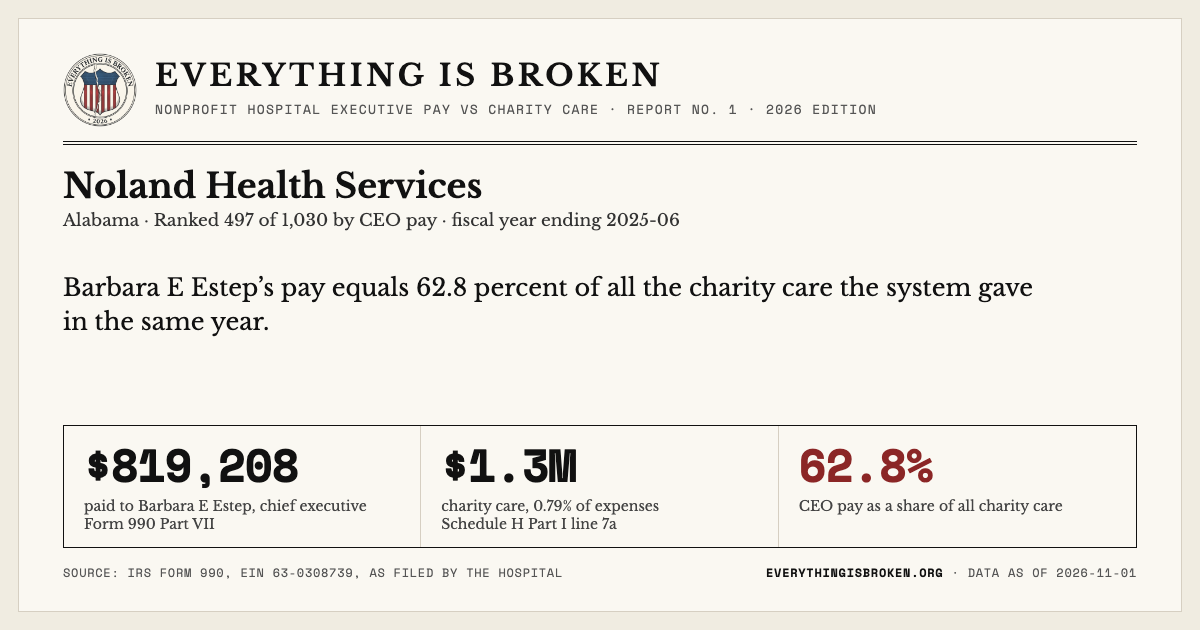 EVERYTHING IS BROKEN
· 2026 ·
EVERYTHING IS BROKEN
NONPROFIT HOSPITAL EXECUTIVE PAY VS CHARITY CARE · REPORT NO. 1 · 2026 EDITION
Noland Health Services
Alabama · Ranked 497 of 1,030 by CEO pay · fiscal year ending 2025-06
Barbara E Estep’s pay equals 62.8 percent of all the charity care the system gave
in the same year.
$819,208
paid to Barbara E Estep, chief executive
Form 990 Part VII
$1.3M
charity care, 0.79% of expenses
Schedule H Part I line 7a
62.8%
CEO pay as a share of all charity care
SOURCE: IRS FORM 990, EIN 63-0308739, AS FILED BY THE HOSPITAL
EVERYTHINGISBROKEN.ORG · DATA AS OF 2026-11-01